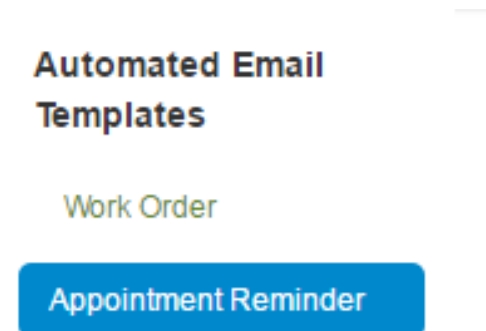 Automated Email
Templates
Work Order
Appointment Reminder